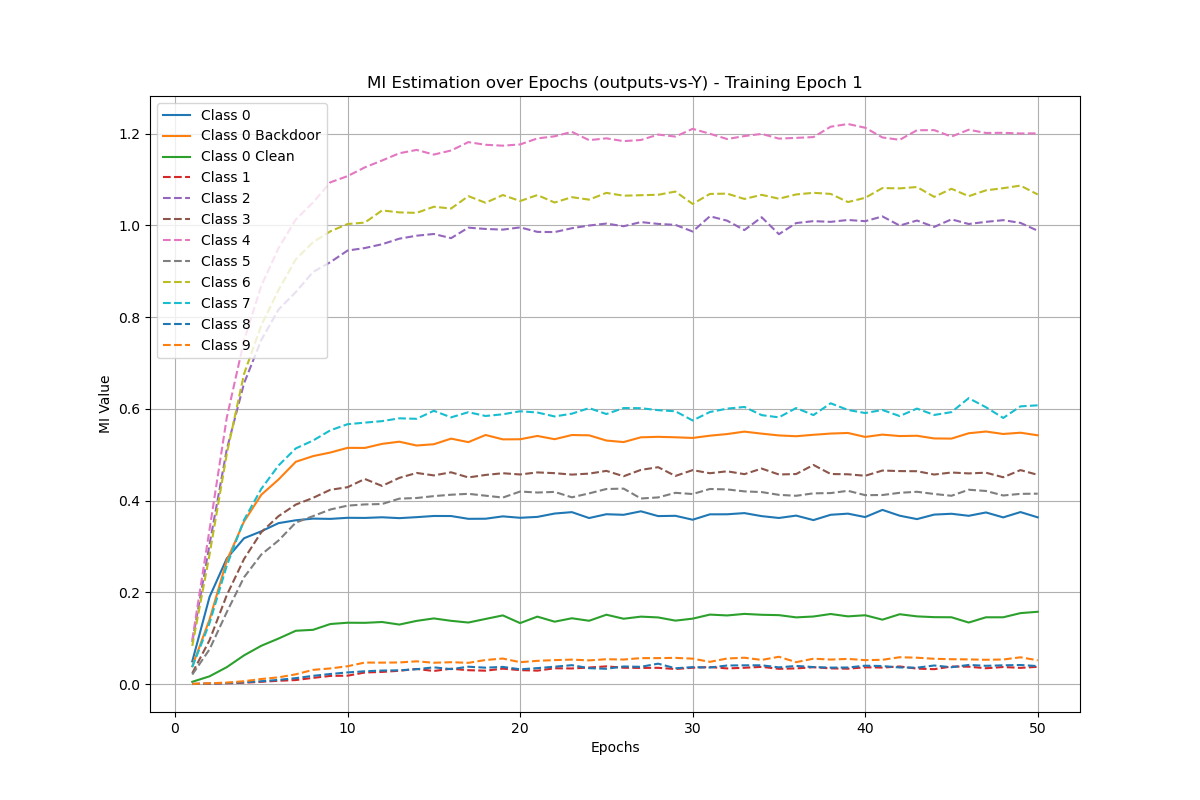 MI Estimation over Epochs (outputs-vs-Y) - Training Epoch 1
Class 0
Class 0 Backdoor
Class 0 Clean
Class 1
Class 2
Class 3
Class 4
Class 5
Class 6
Class 7
Class 8
Class 9
MI Value
1.2
1.0
0.8
0.6
0.4
0.2
0.0
0 10 20 30 40 50
Epochs